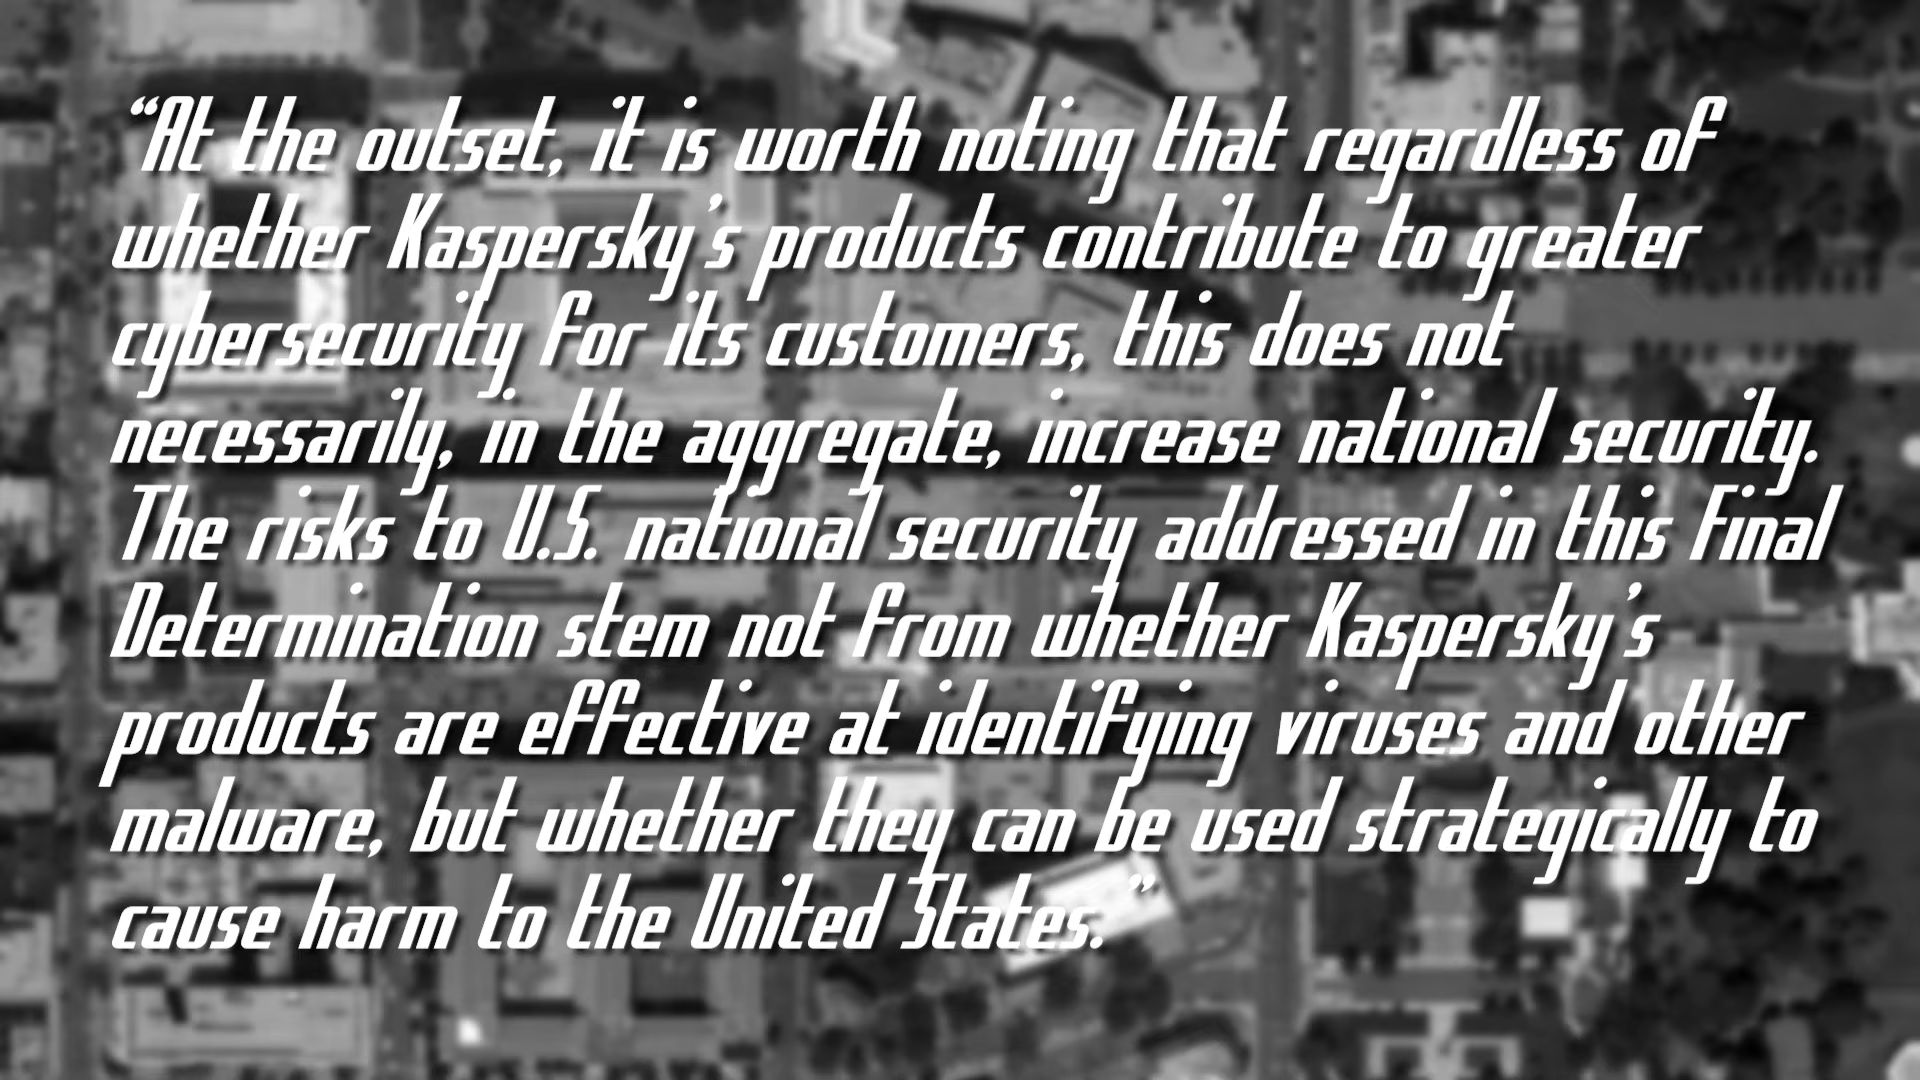 “At the outset, it is worth noting that regardless of
whether Kaspersky’s products contribute to greater
cybersecurity for its customers, this does not
necessarily, in the aggregate, increase national security.
The risks to U.S. national security addressed in this Final
Determination stem not from whether Kaspersky’s
products are effective at identifying viruses and other
malware, but whether they can be used strategically to
cause harm to the United States.”